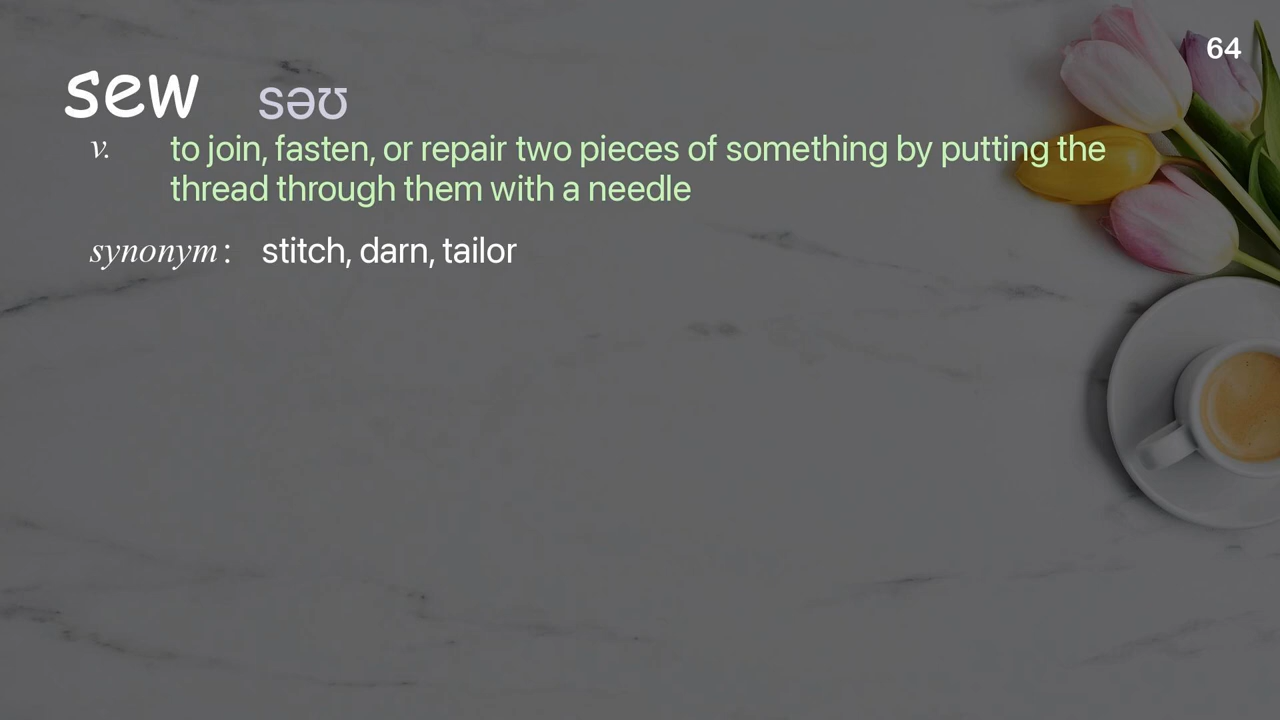 64
sew səʊ
v. to join, fasten, or repair two pieces of something by putting the
thread through them with a needle
synonym: stitch, darn, tailor